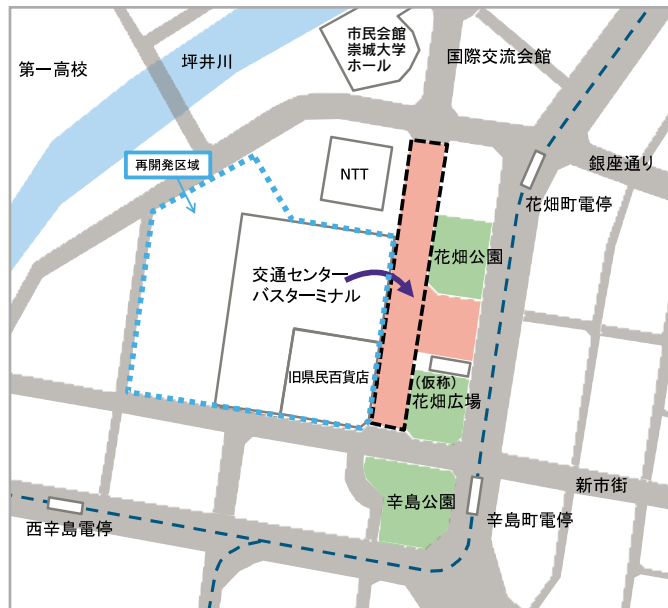 市民会館
崇城大学
ホール
国際交流会館
坪井川
第一高校
再開発区域
NTT
銀座通り
花畑町電停
花畑公園
交通センター
バスターミナル
旧県民百貨店
(仮称)
花畑広場
新市街
辛島公園
辛島町電停
西辛島電停